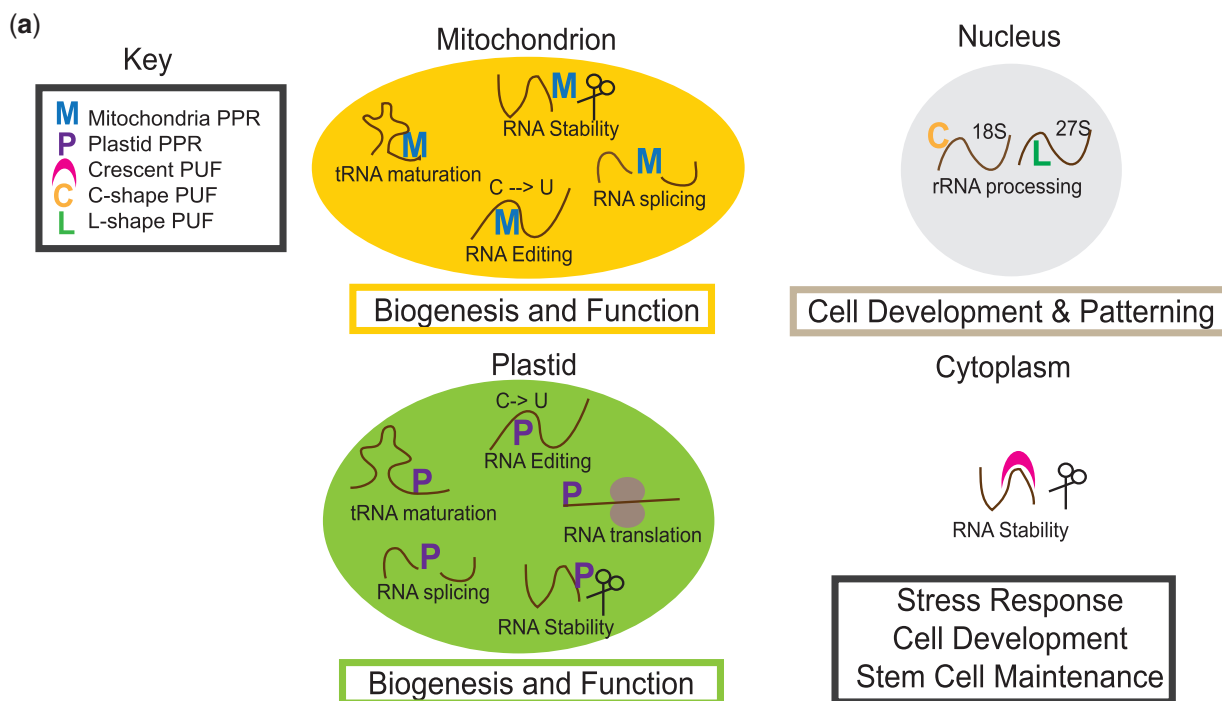 (a)
Key
M Mitochondria PPR
P Plastid PPR
Crescent PUF
C C-shape PUF
L L-shape PUF
Mitochondrion
M
RNA Stability
M
tRNA maturation
M
RNA splicing
C --> U
M
RNA Editing
Biogenesis and Function
Nucleus
C 18S
27S
L
rRNA processing
Cell Development & Patterning
Plastid
C-> U
P
RNA Editing
P
tRNA maturation
P
RNA translation
P
RNA splicing
P
RNA Stability
Biogenesis and Function
Cytoplasm
RNA Stability
Stress Response
Cell Development
Stem Cell Maintenance